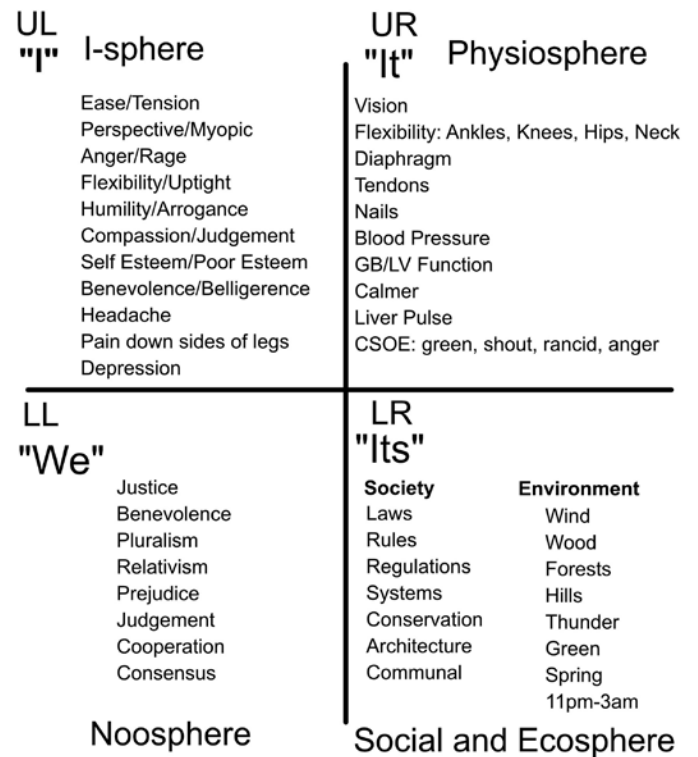 UL
"I"
I-sphere
Ease/Tension
Perspective/Myopic
Anger/Rage
Flexibility/Uptight
Humility/Arrogance
Compassion/Judgement
Self Esteem/Poor Esteem
Benevolence/Belligerence
Headache
Pain down sides of legs
Depression
UR
"It"
Physiosphere
Vision
Flexibility: Ankles, Knees, Hips, Neck
Diaphragm
Tendons
Nails
Blood Pressure
GB/LV Function
Calmer
Liver Pulse
CSOE: green, shout, rancid, anger
LL
"We"
Justice
Benevolence
Pluralism
Relativism
Prejudice
Judgement
Cooperation
Consensus
Noosphere
LR
"Its"
Society
Laws
Rules
Regulations
Systems
Conservation
Architecture
Communal
Environment
Wind
Wood
Forests
Hills
Thunder
Green
Spring
11pm-3am
Social and Ecosphere